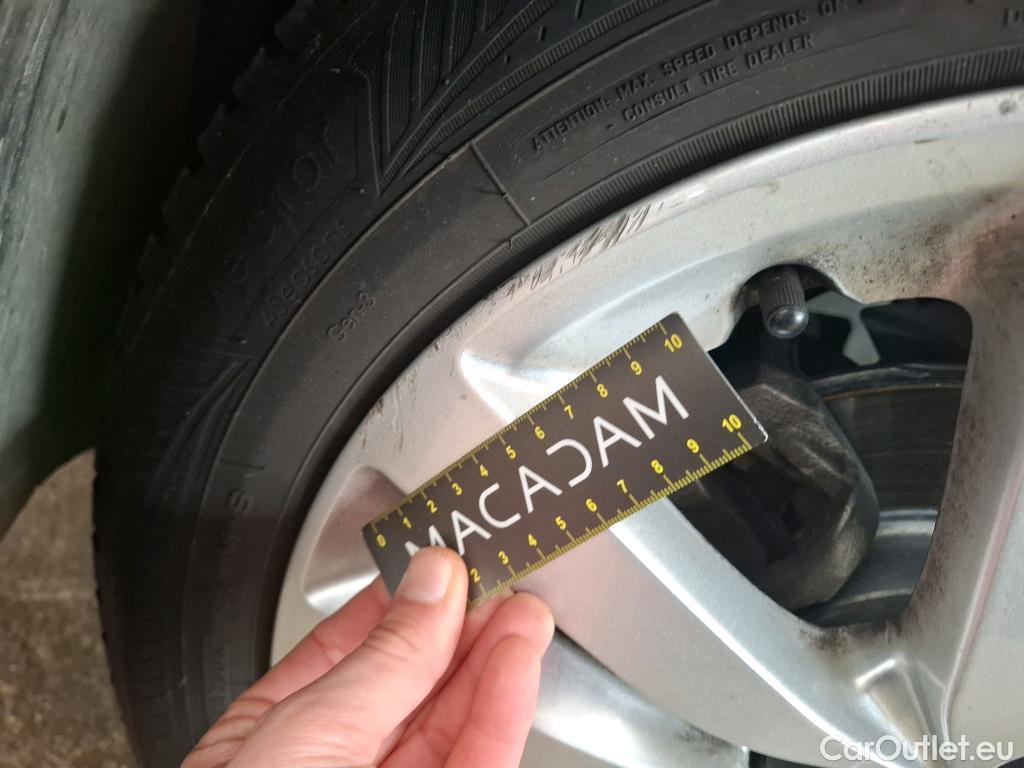 ATTENTION: MAX. SPEED DEPENDS ON
- CONSULT TIRE DEALER
Vector
4Seasons
Gen-3
0 1 2 3 4 5 6 7 8 9 10
MACADAM
2 3 4 5 6 7 8 9 10
CarOutlet.eu